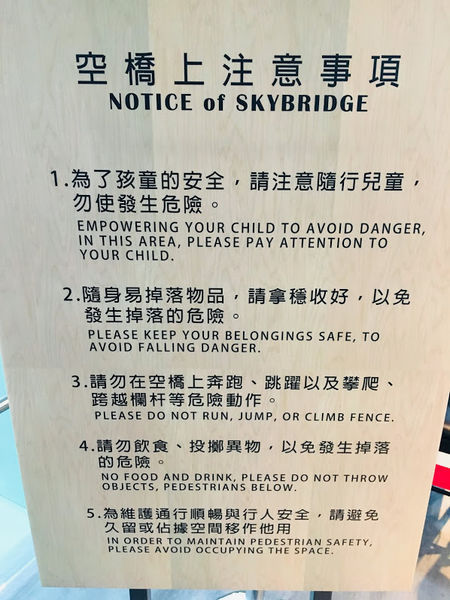 空橋上注意事項
NOTICE of SKYBRIDGE
1.為了孩童的安全，請注意隨行兒童，
勿使發生危險。
EMPOWERING YOUR CHILD TO AVOID DANGER,
IN THIS AREA, PLEASE PAY ATTENTION TO
YOUR CHILD.
2.隨身易掉落物品，請拿穩收好，以免
發生掉落的危險。
PLEASE KEEP YOUR BELONGINGS SAFE, TO
AVOID FALLING DANGER.
3.請勿在空橋上奔跑、跳躍以及攀爬、
跨越欄杆等危險動作。
PLEASE DO NOT RUN, JUMP, OR CLIMB FENCE.
4.請勿飲食、投擲異物，以免發生掉落
的危險。
NO FOOD AND DRINK, PLEASE DO NOT THROW
OBJECTS, PEDESTRIANS BELOW.
5.為維護通行順暢與行人安全，請避免
久留或佔據空間移作他用
IN ORDER TO MAINTAIN PEDESTRIAN SAFETY,
PLEASE AVOID OCCUPYING THE SPACE.